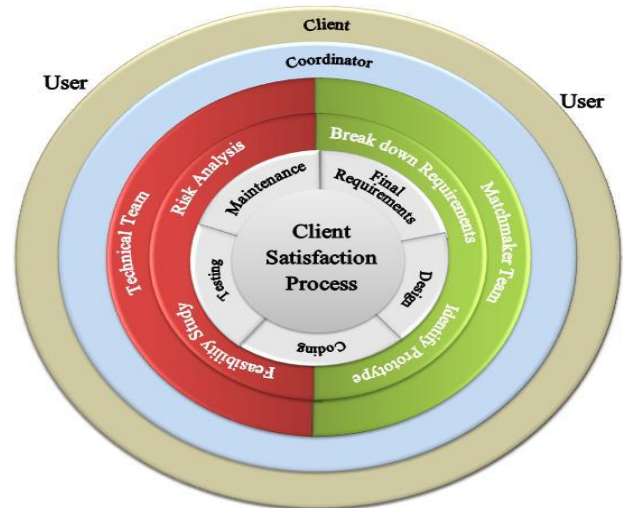 Client
User
Coordinator
User
Technical Team
Risk Analysis
Break down Requirements
Matchmaker Team
Maintenance
Final
Requirements
Client
Satisfaction
Process
Testing
Design
Coding
Feasibility Study
Identify Prototype